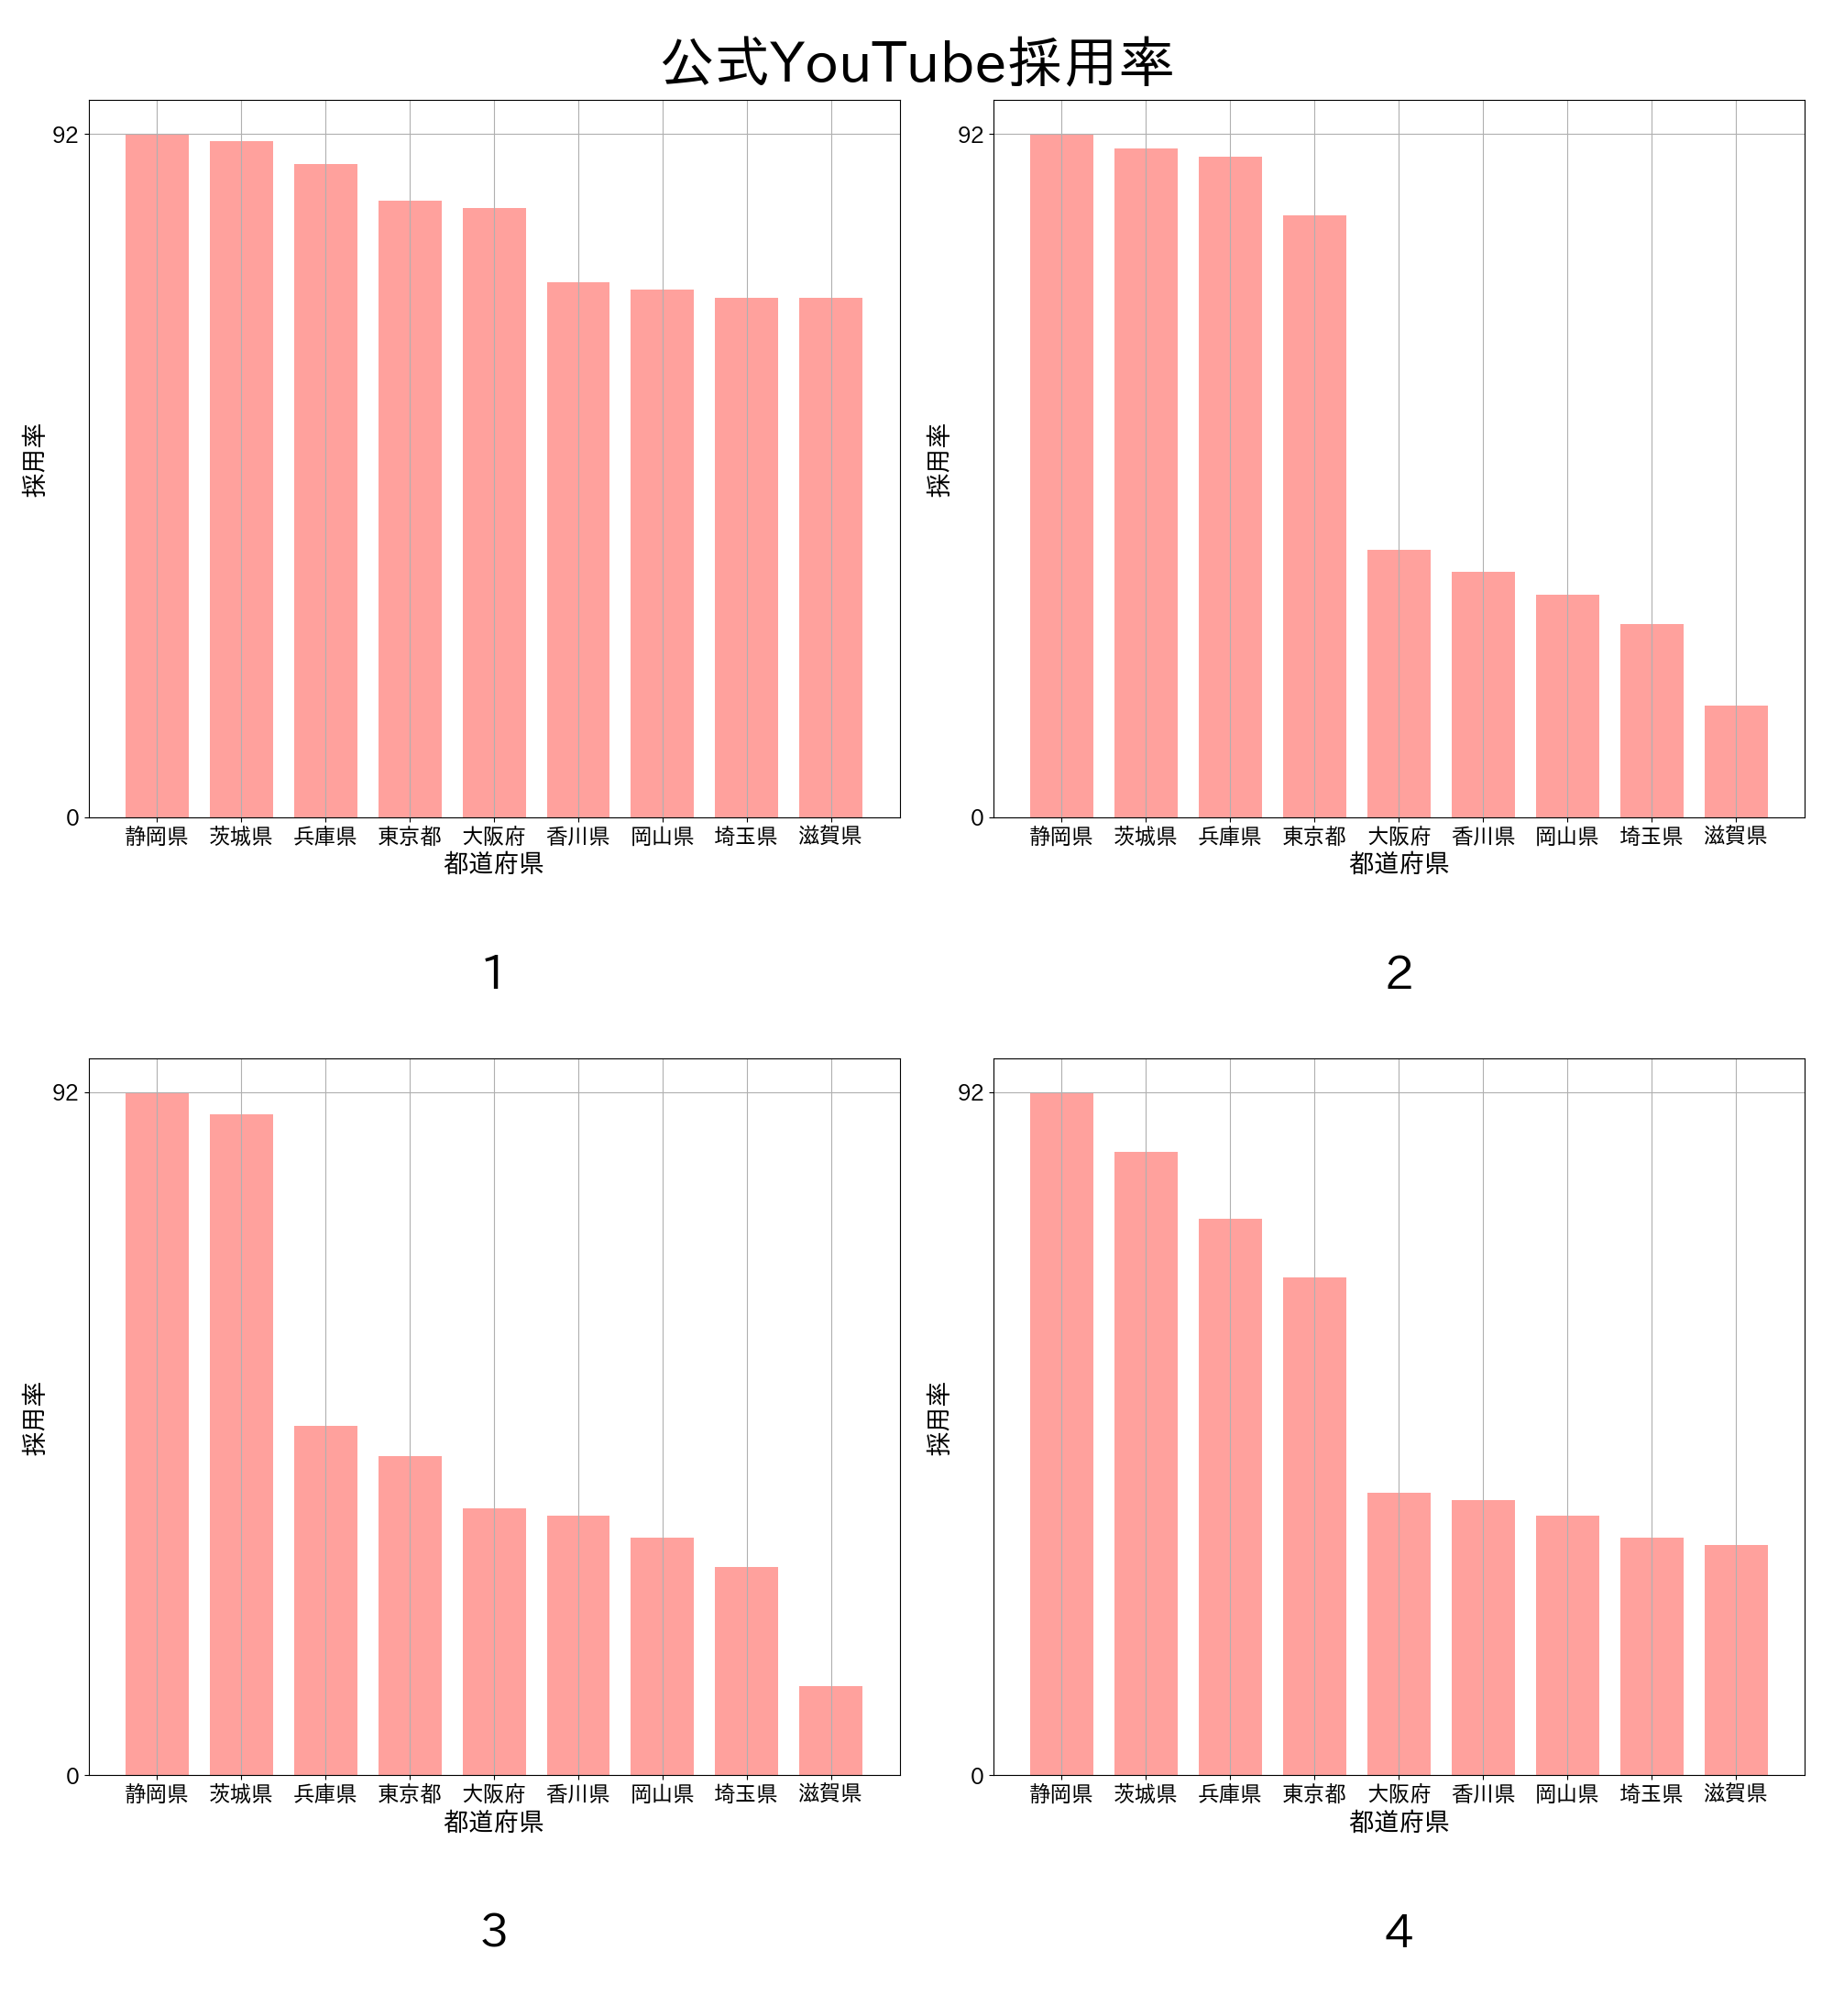 公式YouTube採用率
92
0
採用率
静岡県 茨城県 兵庫県 東京都 大阪府 香川県 岡山県 埼玉県 滋賀県
都道府県
1
92
0
採用率
静岡県 茨城県 兵庫県 東京都 大阪府 香川県 岡山県 埼玉県 滋賀県
都道府県
2
92
0
採用率
静岡県 茨城県 兵庫県 東京都 大阪府 香川県 岡山県 埼玉県 滋賀県
都道府県
3
92
0
採用率
静岡県 茨城県 兵庫県 東京都 大阪府 香川県 岡山県 埼玉県 滋賀県
都道府県
4